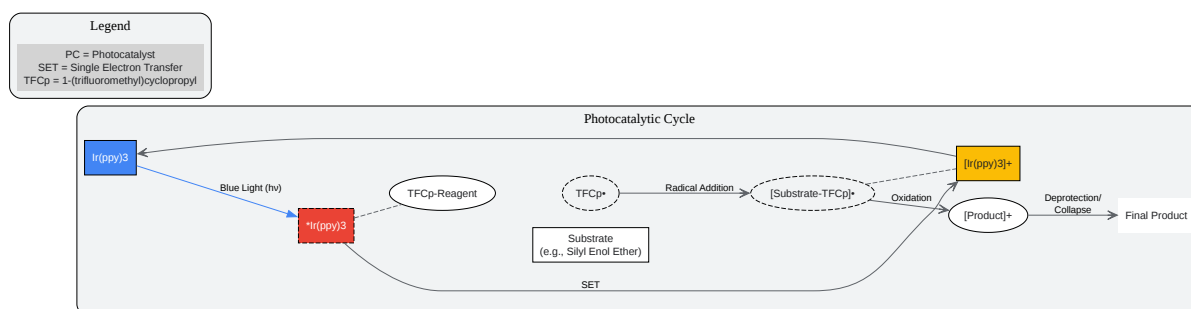 Legend
PC = Photocatalyst
SET = Single Electron Transfer
TFCp = 1-(trifluoromethyl)cyclopropyl
Photocatalytic Cycle
Ir(ppy)3
Blue Light (hv)
*Ir(ppy)3
TFCp-Reagent
TFCp•
Radical Addition
[Substrate-TFCp]•
Substrate
(e.g., Silyl Enol Ether)
SET
Oxidation
[Ir(ppy)3]+
[Product]+
Deprotection/
Collapse
Final Product